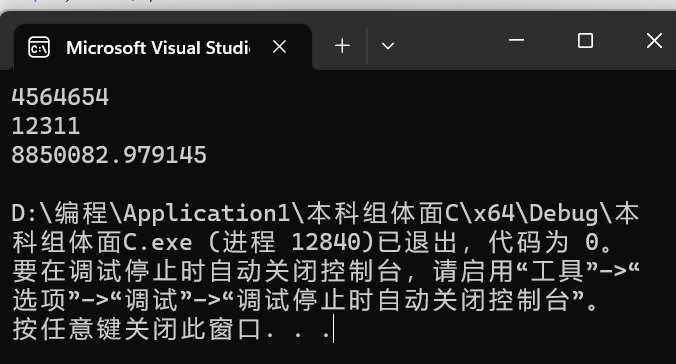 Microsoft Visual Studi
4564654
12311
8850082.979145
D:\编程\Application1\本科组体面C\x64\Debug\本
科组体面C.exe (进程 12840)已退出，代码为 0。
要在调试停止时自动关闭控制台，请启用“工具”->“
选项”->“调试”->“调试停止时自动关闭控制台”。
按任意键关闭此窗口. . .